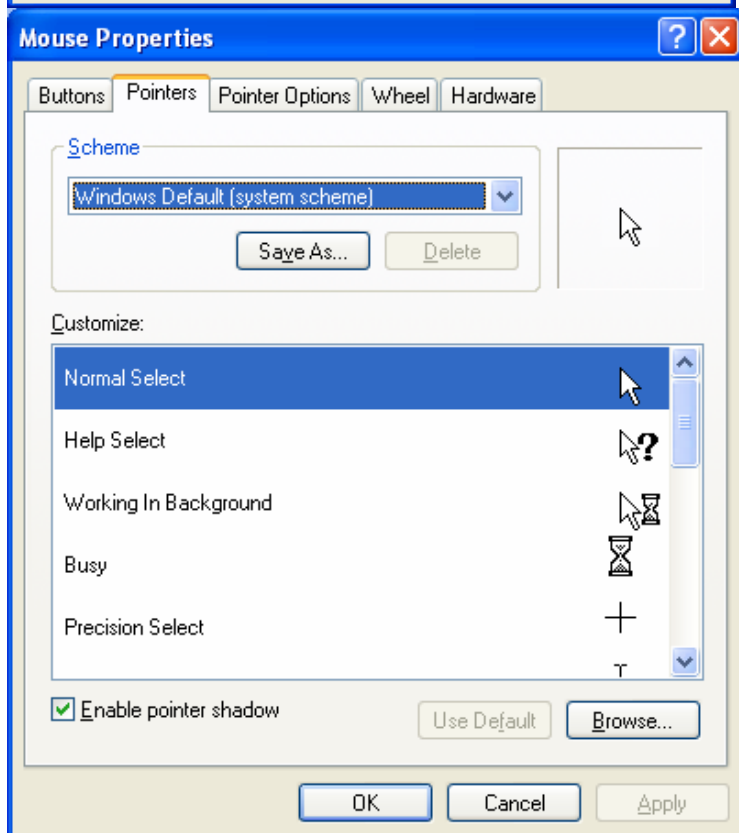 Mouse Properties
Buttons Pointers Pointer Options Wheel Hardware
Scheme
Windows Default (system scheme)
Save As... Delete
Customize:
Normal Select
Help Select
Working In Background
Busy
Precision Select
Enable pointer shadow Use Default Browse...
OK Cancel Apply